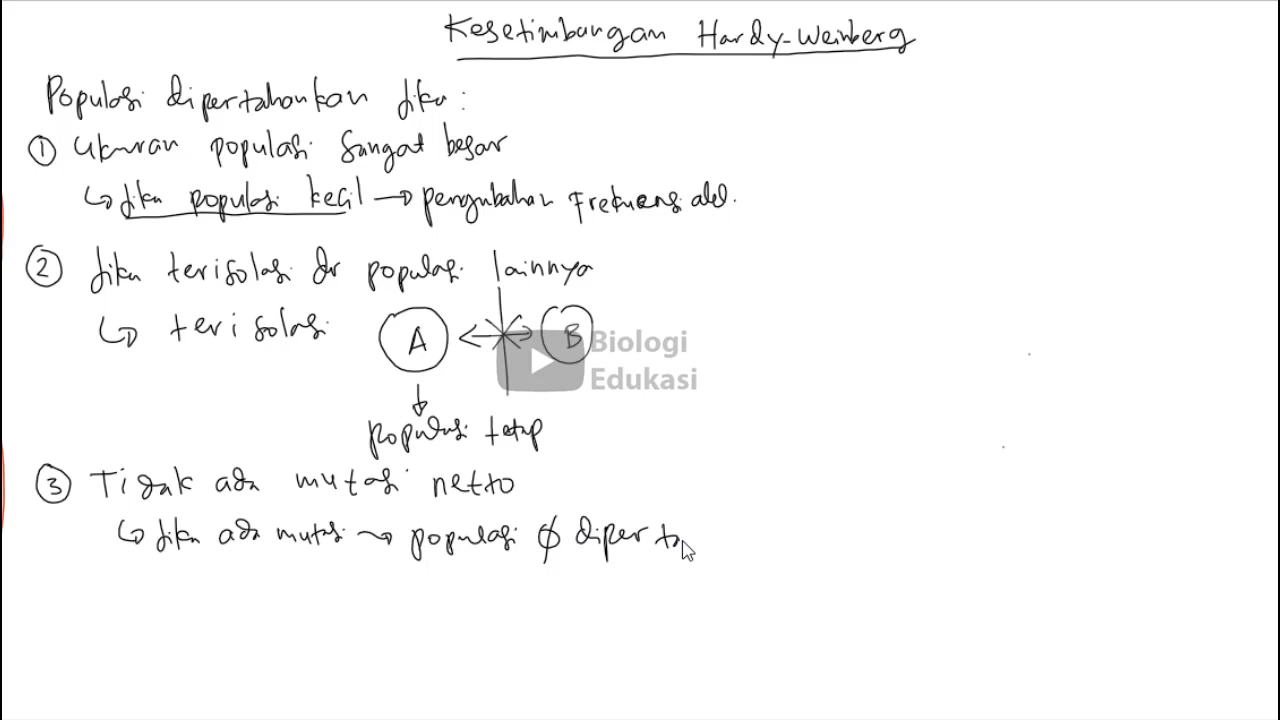 Kesetimbangan Hardy-Weinberg
Populasi dipertahankan jika :
① Ukuran populasi sangat besar
↳ jika populasi kecil → pengubahan Frekuensi alel.
② jika terisolasi dr populasi lainnya
↳ terisolasi
A B
Biologi
Edukasi
populasi tetap
③ Tidak ada mutasi netto
↳ jika ada mutasi → populasi ∅ diperta